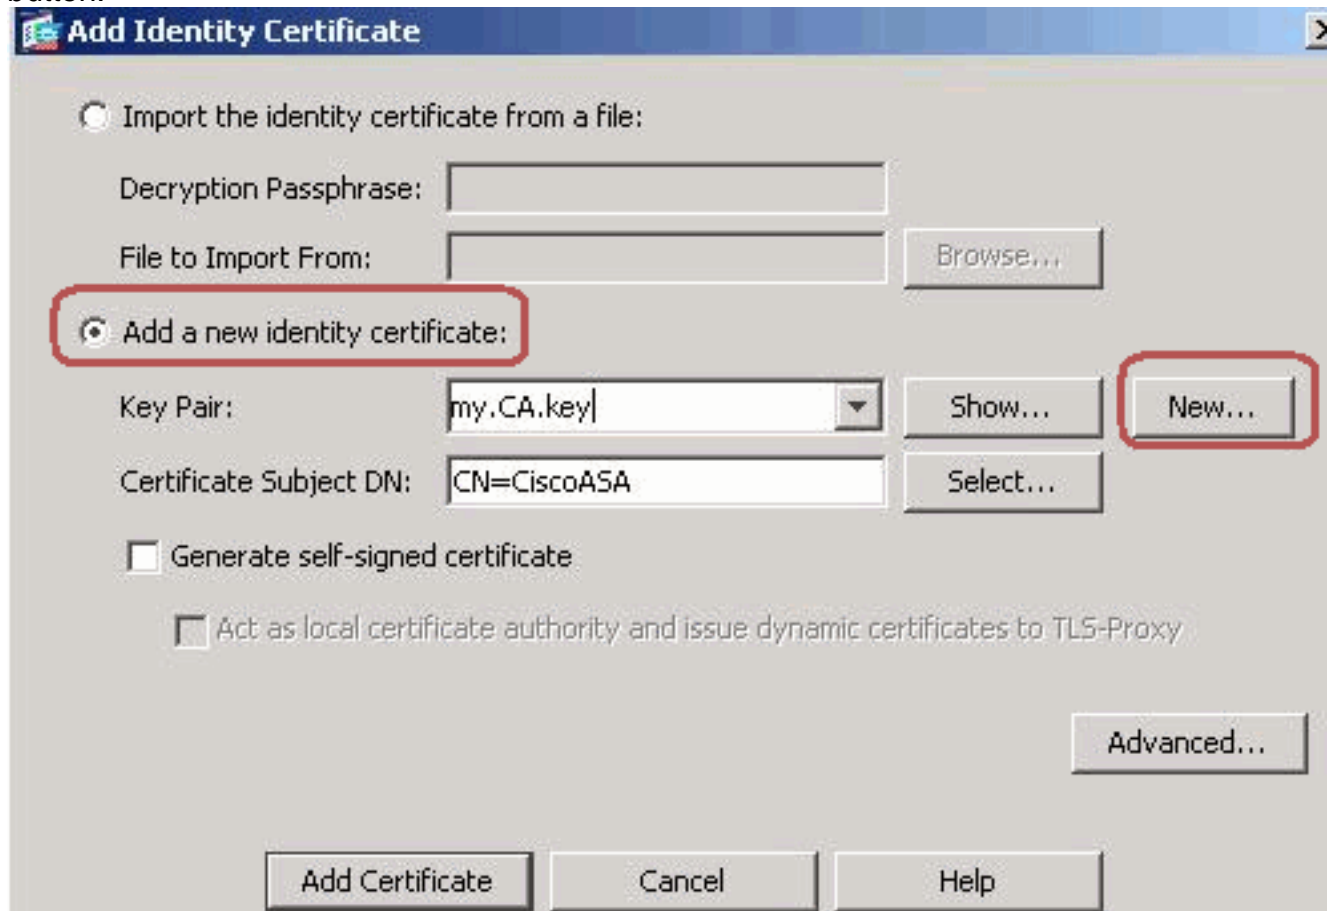 button.
Add Identity Certificate
Import the identity certificate from a file:
Decryption Passphrase:
File to Import From:
Browse...
Add a new identity certificate:
Key Pair:
my.CA.key
Show...
New...
Certificate Subject DN:
CN=CiscoASA
Select...
Generate self-signed certificate
Act as local certificate authority and issue dynamic certificates to TLS-Proxy
Advanced...
Add Certificate
Cancel
Help